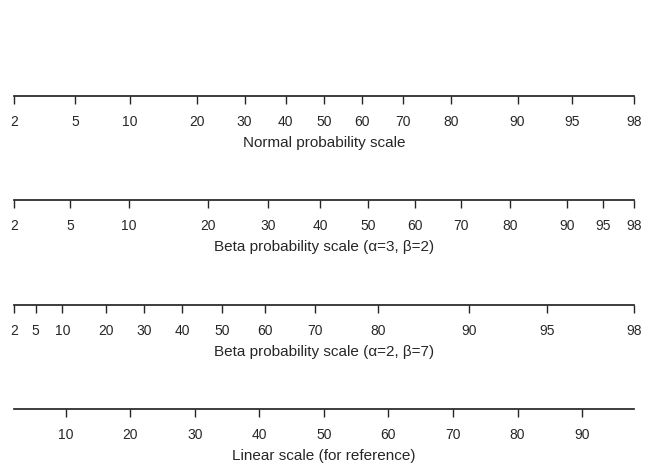 2 5 10 20 30 40 50 60 70 80 90 95 98
Normal probability scale
2 5 10 20 30 40 50 60 70 80 90 95 98
Beta probability scale (α=3, β=2)
2 5 10 20 30 40 50 60 70 80 90 95 98
Beta probability scale (α=2, β=7)
10 20 30 40 50 60 70 80 90
Linear scale (for reference)